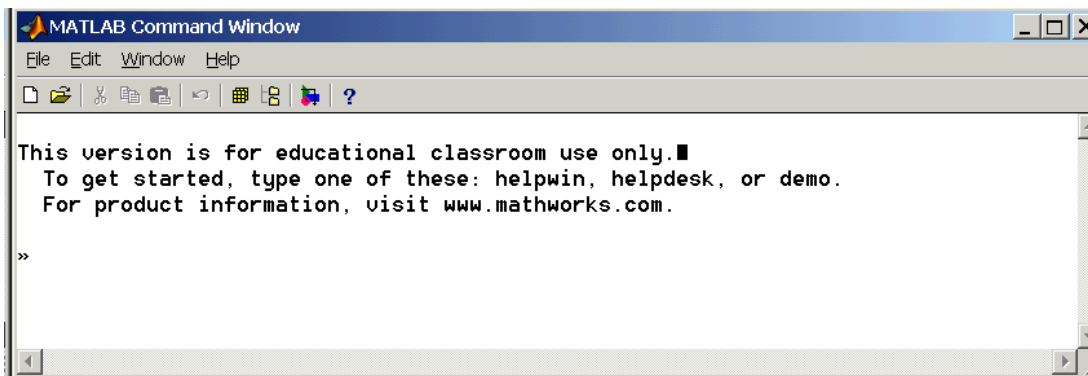 MATLAB Command Window
File Edit Window Help
?
This version is for educational classroom use only.
To get started, type one of these: helpwin, helpdesk, or demo.
For product information, visit www.mathworks.com.
»